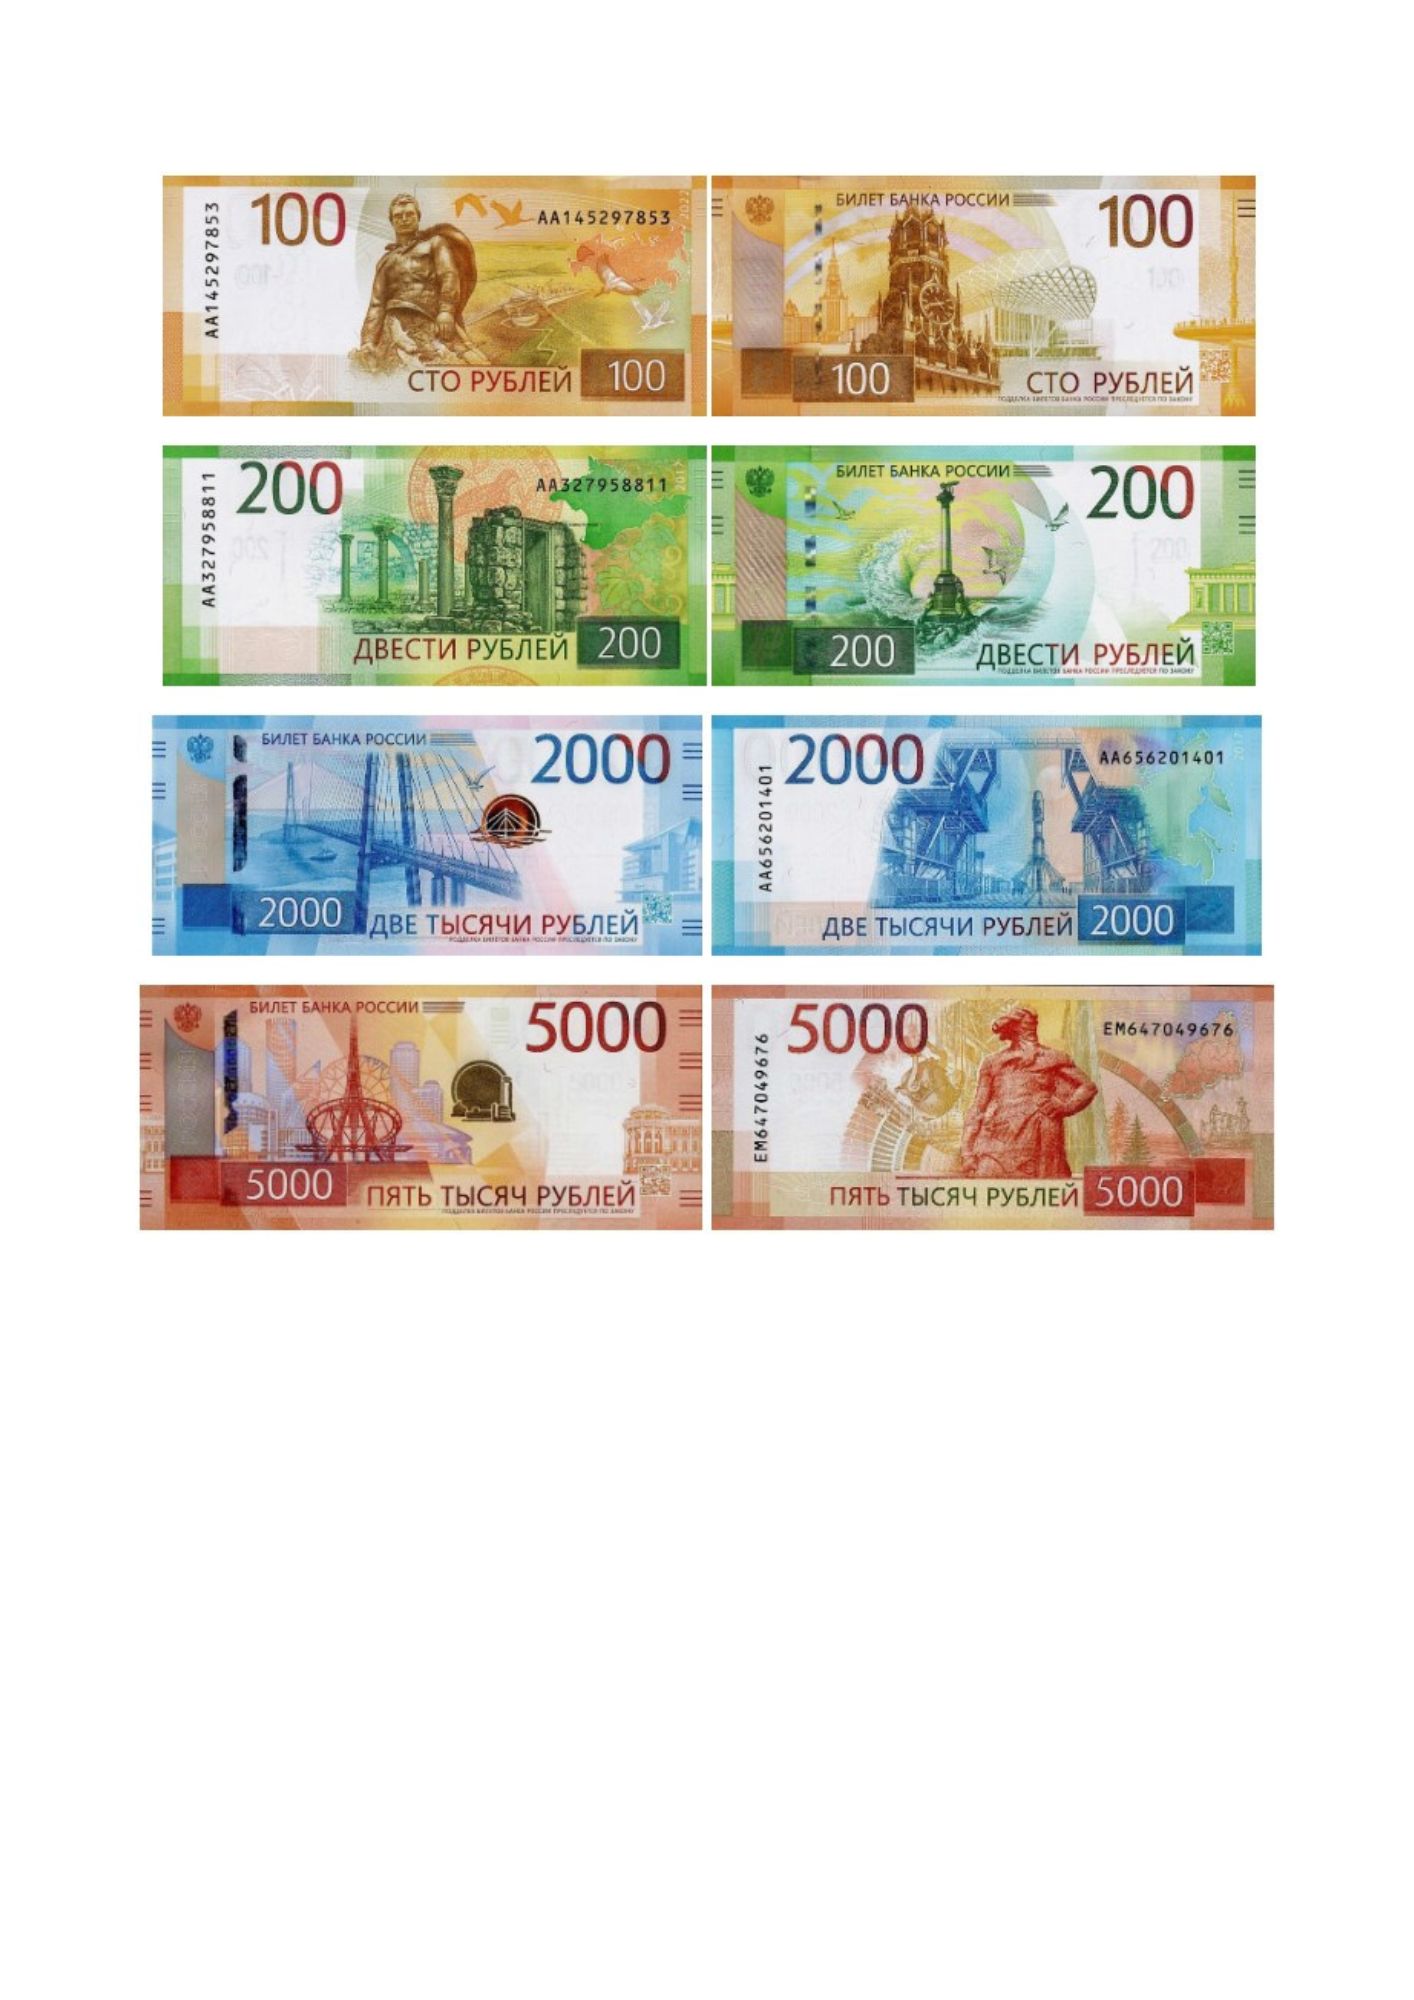 100
AA145297853
AA145297853
2022
СТО РУБЛЕЙ
100
БИЛЕТ БАНКА РОССИИ
100
100
СТО РУБЛЕЙ
ПОДДЕЛКА БИЛЕТОВ БАНКА РОССИИ ПРЕСЛЕДУЕТСЯ ПО ЗАКОНУ
200
AA327958811
AA327958811
2017
ДВЕСТИ РУБЛЕЙ
200
БИЛЕТ БАНКА РОССИИ
200
200
ДВЕСТИ РУБЛЕЙ
ПОДДЕЛКА БИЛЕТОВ БАНКА РОССИИ ПРЕСЛЕДУЕТСЯ ПО ЗАКОНУ
БИЛЕТ БАНКА РОССИИ
2000
2000
ДВЕ ТЫСЯЧИ РУБЛЕЙ
ПОДДЕЛКА БИЛЕТОВ БАНКА РОССИИ ПРЕСЛЕДУЕТСЯ ПО ЗАКОНУ
2000
AA656201401
AA656201401
2017
ДВЕ ТЫСЯЧИ РУБЛЕЙ
2000
БИЛЕТ БАНКА РОССИИ
5000
5000
ПЯТЬ ТЫСЯЧ РУБЛЕЙ
ПОДДЕЛКА БИЛЕТОВ БАНКА РОССИИ ПРЕСЛЕДУЕТСЯ ПО ЗАКОНУ
5000
EM647049676
EM647049676
ПЯТЬ ТЫСЯЧ РУБЛЕЙ
5000